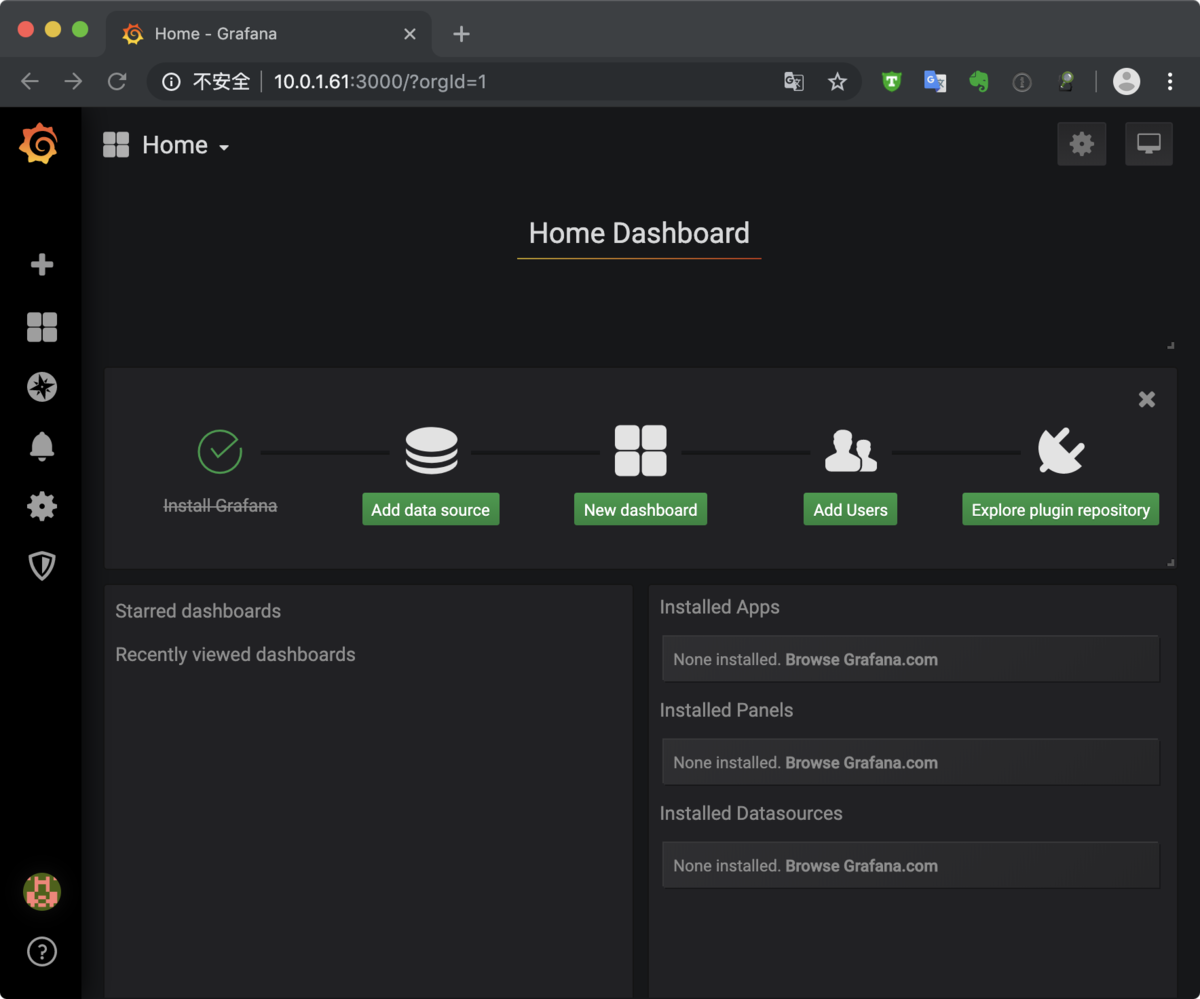 Home - Grafana
不安全 10.0.1.61:3000/?orgId=1
Home
Home Dashboard
Install Grafana
Add data source
New dashboard
Add Users
Explore plugin repository
Starred dashboards
Recently viewed dashboards
Installed Apps
None installed. Browse Grafana.com
Installed Panels
None installed. Browse Grafana.com
Installed Datasources
None installed. Browse Grafana.com